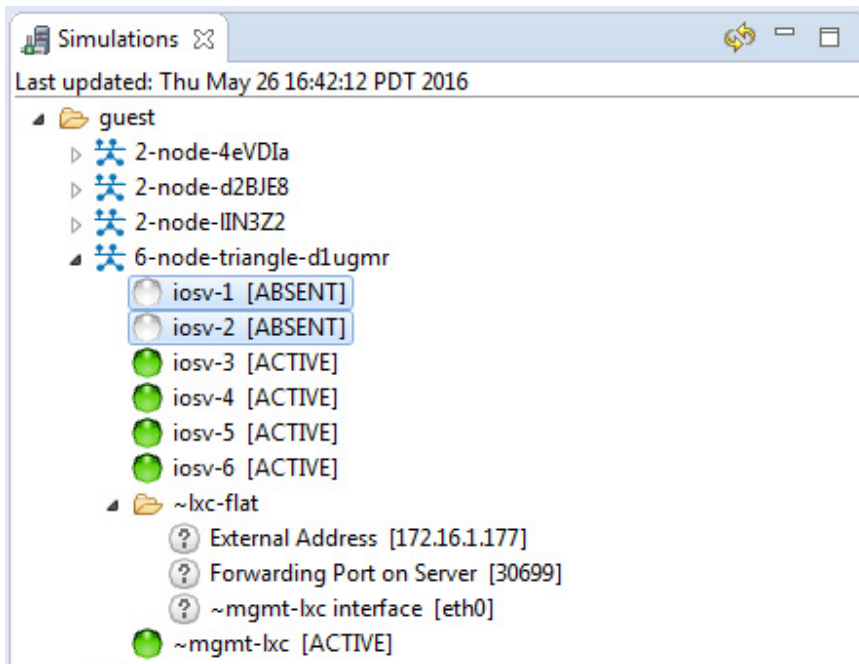 Simulations
Last updated: Thu May 26 16:42:12 PDT 2016
guest
2-node-4eVDIa
2-node-d2BJE8
2-node-lIN3Z2
6-node-triangle-d1ugmr
iosv-1 [ABSENT]
iosv-2 [ABSENT]
iosv-3 [ACTIVE]
iosv-4 [ACTIVE]
iosv-5 [ACTIVE]
iosv-6 [ACTIVE]
~lxc-flat
? External Address [172.16.1.177]
? Forwarding Port on Server [30699]
? ~mgmt-lxc interface [eth0]
~mgmt-lxc [ACTIVE]